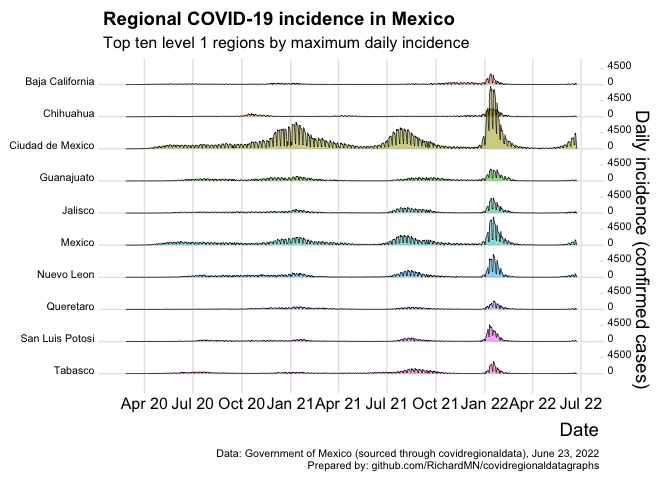 Regional COVID-19 incidence in Mexico
Top ten level 1 regions by maximum daily incidence
Baja California
Chihuahua
Ciudad de Mexico
Guanajuato
Jalisco
Mexico
Nuevo Leon
Queretaro
San Luis Potosi
Tabasco
4500
0
4500
0
4500
0
4500
0
4500
0
4500
0
4500
0
4500
0
4500
0
4500
0
Daily incidence (confirmed cases)
Apr 20 Jul 20 Oct 20 Jan 21 Apr 21 Jul 21 Oct 21 Jan 22 Apr 22 Jul 22
Date
Data: Government of Mexico (sourced through covidregionaldata), June 23, 2022
Prepared by: github.com/RichardMN/covidregionaldatagraphs